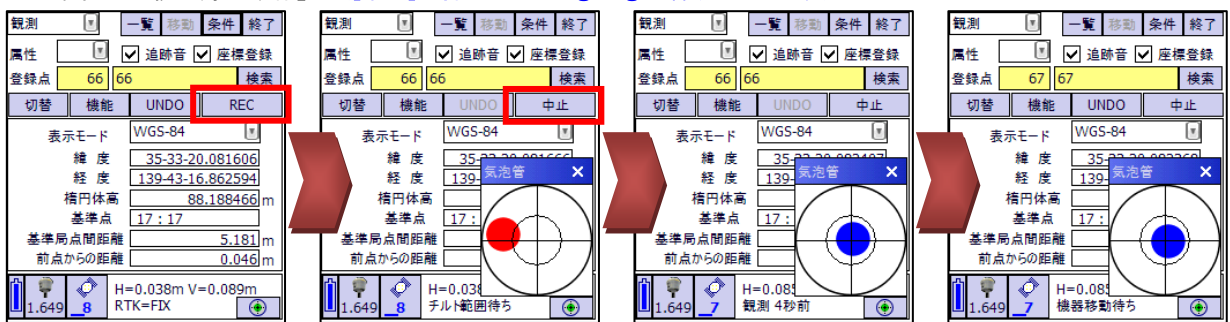 観測 一覧 移動 条件 終了
属性 追跡音 座標登録
登録点 66 66 検索
切替 機能 UNDO REC
表示モード WGS-84
緯 度 35-33-20.081606
経 度 139-43-16.862594
楕円体高 88.188466 m
基準点 17:17
基準局点間距離 5.181 m
前点からの距離 0.046 m
1.649 _8 H=0.038m V=0.089m
RTK=FIX
観測 一覧 移動 条件 終了
属性 追跡音 座標登録
登録点 66 66 検索
切替 機能 UNDO 中止
表示モード WGS-84
緯 度
経 度 139-
気泡管 ×
楕円体高
基準点 17:
基準局点間距離
前点からの距離
1.649 _8 H=0.038
チルト範囲待ち
観測 一覧 移動 条件 終了
属性 追跡音 座標登録
登録点 66 66 検索
切替 機能 UNDO 中止
表示モード WGS-84
緯 度
経 度 139-
気泡管 ×
楕円体高
基準点 17:
基準局点間距離
前点からの距離
1.649 _7 H=0.085
観測 4秒前
観測 一覧 移動 条件 終了
属性 追跡音 座標登録
登録点 67 67 検索
切替 機能 UNDO 中止
表示モード WGS-84
緯 度
経 度 139-
気泡管 ×
楕円体高
基準点 17:
基準局点間距離
前点からの距離
1.649 _7 H=0.085
機器移動待ち